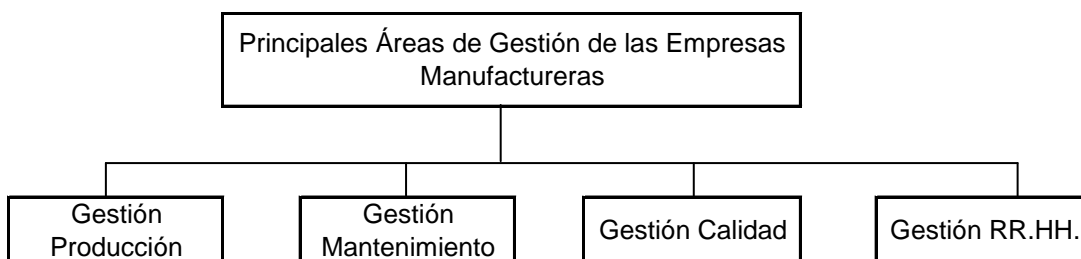 Principales Áreas de Gestión de las Empresas
Manufactureras
Gestión
Producción
Gestión
Mantenimiento
Gestión Calidad
Gestión RR.HH.